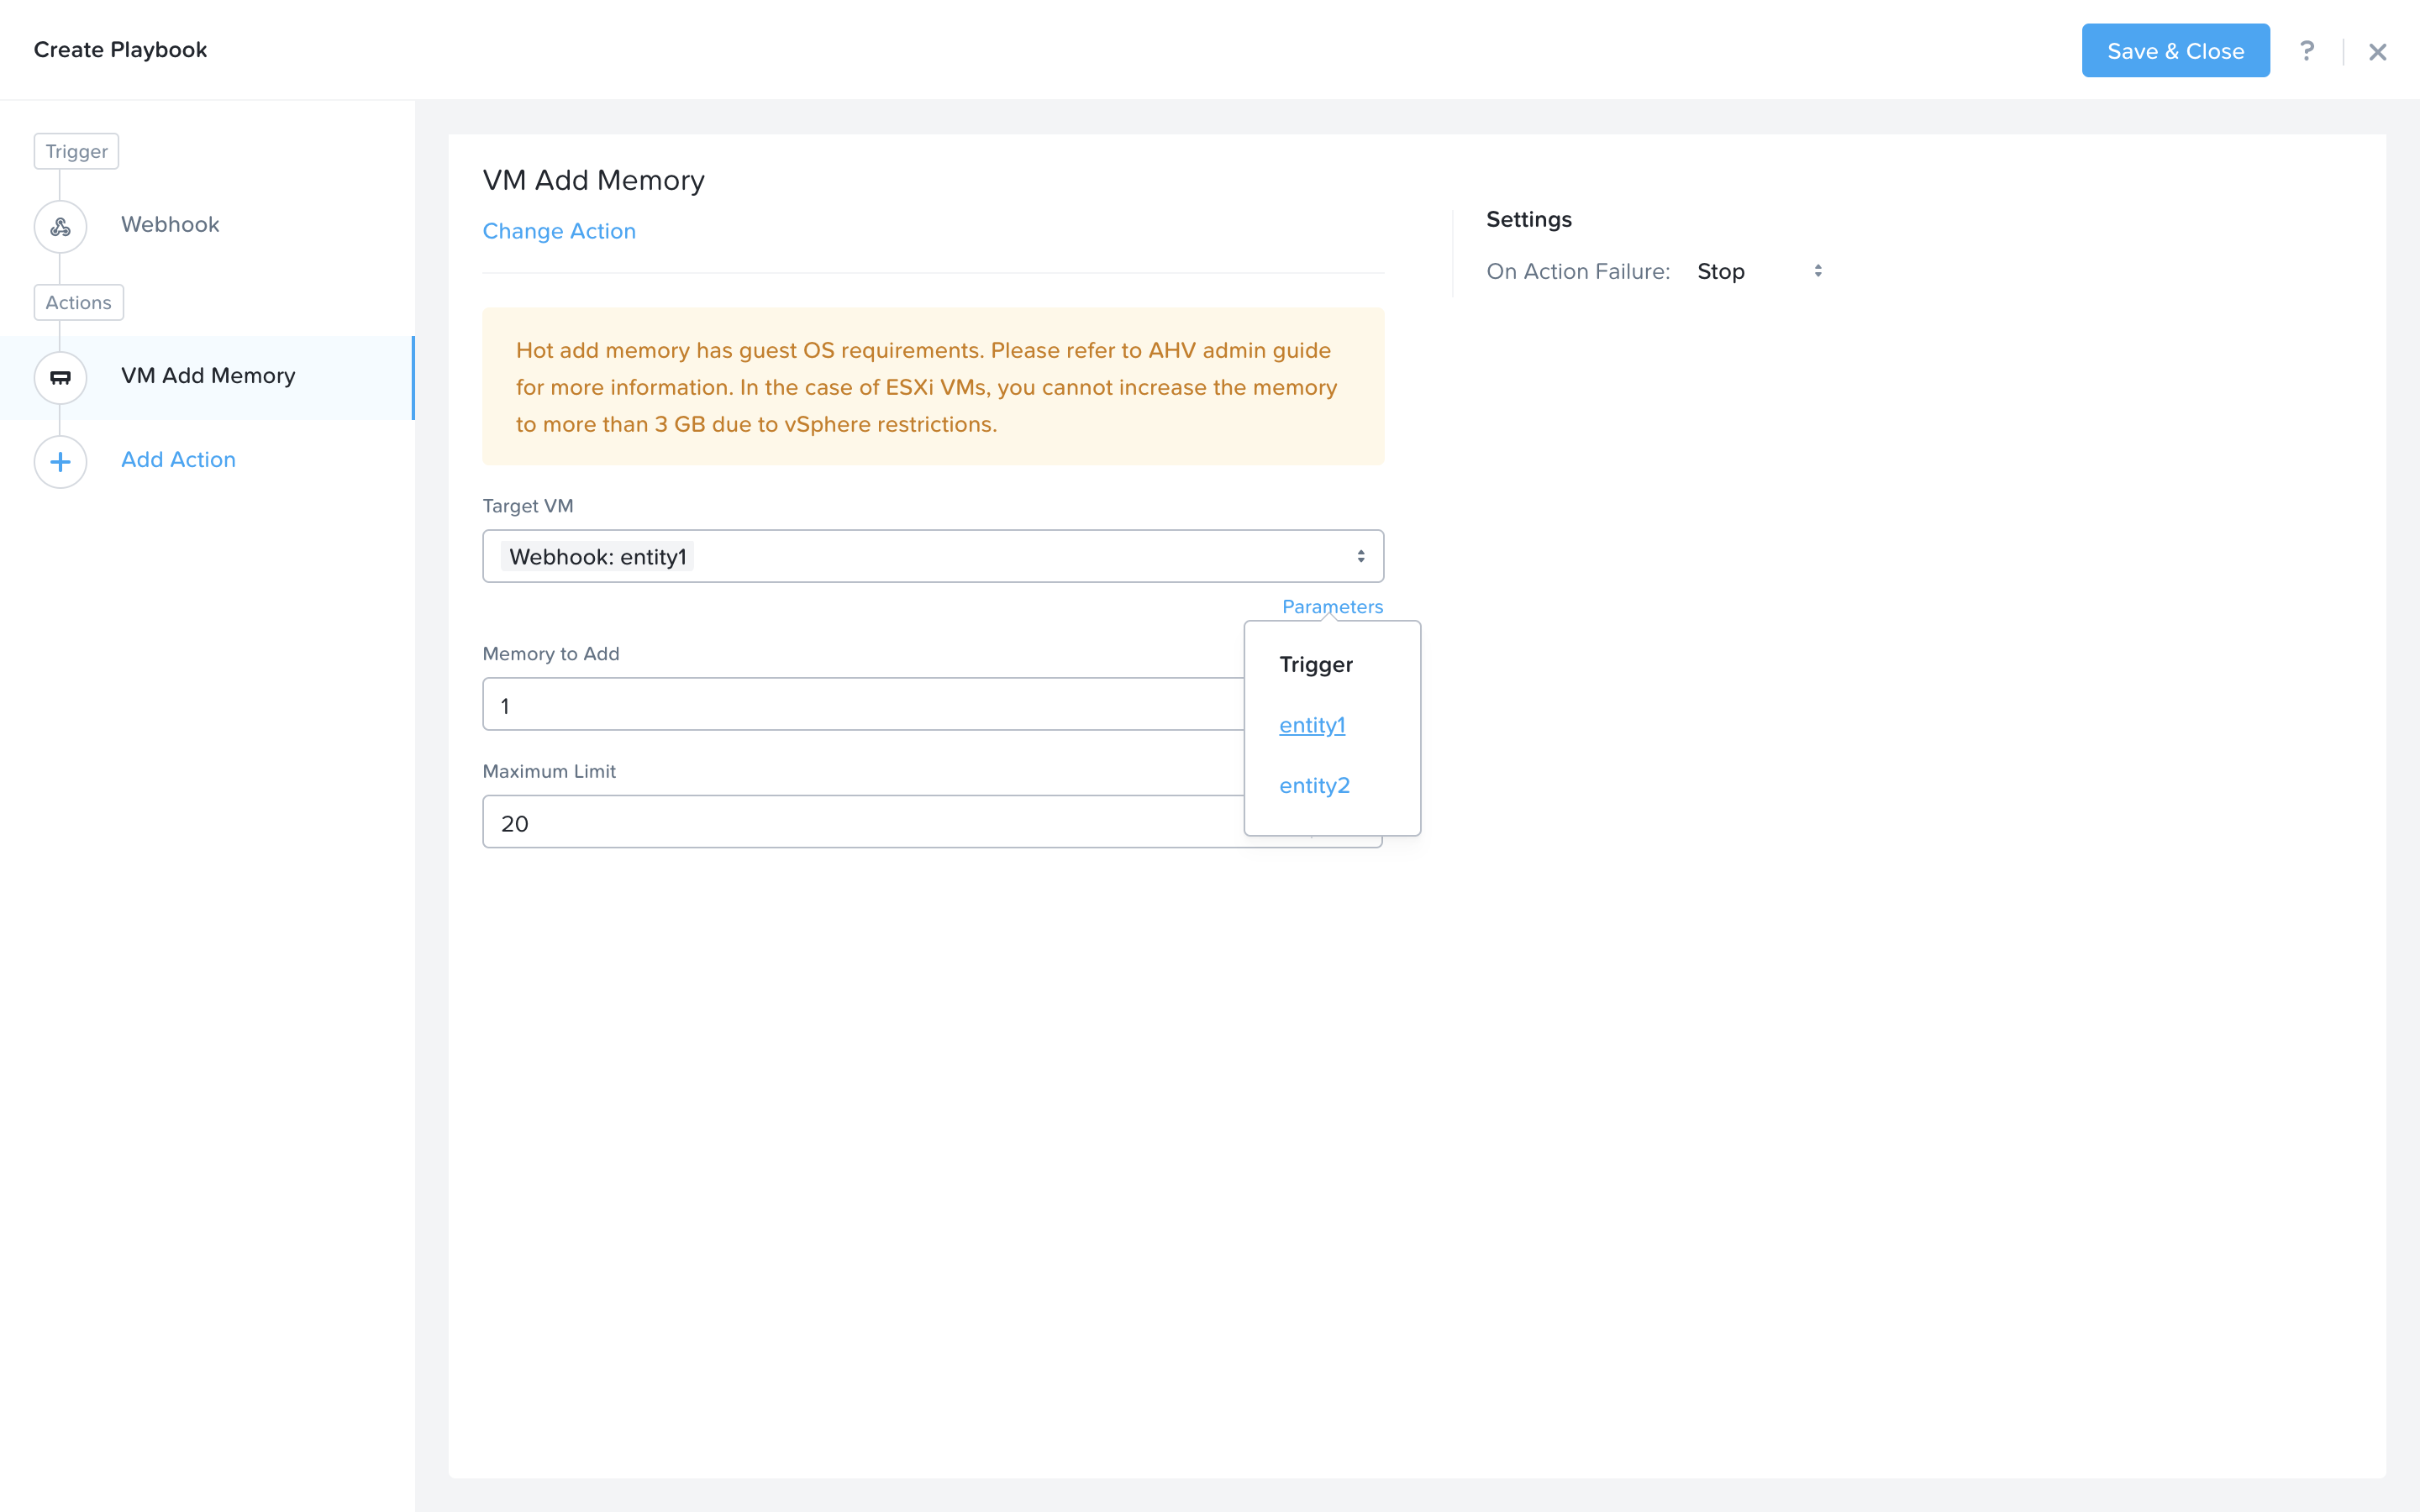 Create Playbook
Save & Close
?
Trigger
Webhook
Actions
VM Add Memory
Add Action
VM Add Memory
Change Action
Hot add memory has guest OS requirements. Please refer to AHV admin guide
for more information. In the case of ESXi VMs, you cannot increase the memory
to more than 3 GB due to vSphere restrictions.
Target VM
Webhook: entity1
Parameters
Trigger
entity1
entity2
Memory to Add
1
Maximum Limit
20
Settings
On Action Failure: Stop